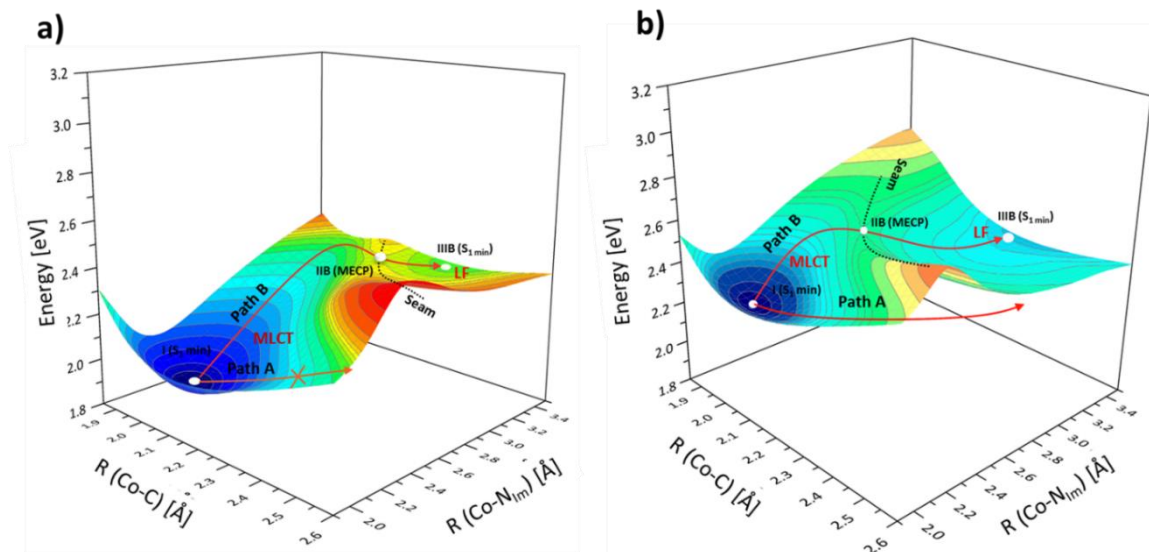 a)
3.2
3.0
2.8
2.6
2.4
2.2
2.0
1.8
Energy [eV]
Path B
MLCT
Path A
I (S1 min)
IIB (MECP)
IIIB (S1 min)
LF
Seam
1.9
2.0
2.1
2.2
2.3
2.4
2.5
2.6
R (Co-C) [Å]
2.0
2.2
2.4
2.6
2.8
3.0
3.2
3.4
R (Co-NIm) [Å]
b)
3.2
3.0
2.8
2.6
2.4
2.2
2.0
1.8
Energy [eV]
Seam
Path B
MLCT
IIB (MECP)
IIIB (S1 min)
LF
I (S1 min)
Path A
1.9
2.0
2.1
2.2
2.3
2.4
2.5
2.6
R (Co-C) [Å]
2.0
2.2
2.4
2.6
2.8
3.0
3.2
3.4
R (Co-NIm) [Å]